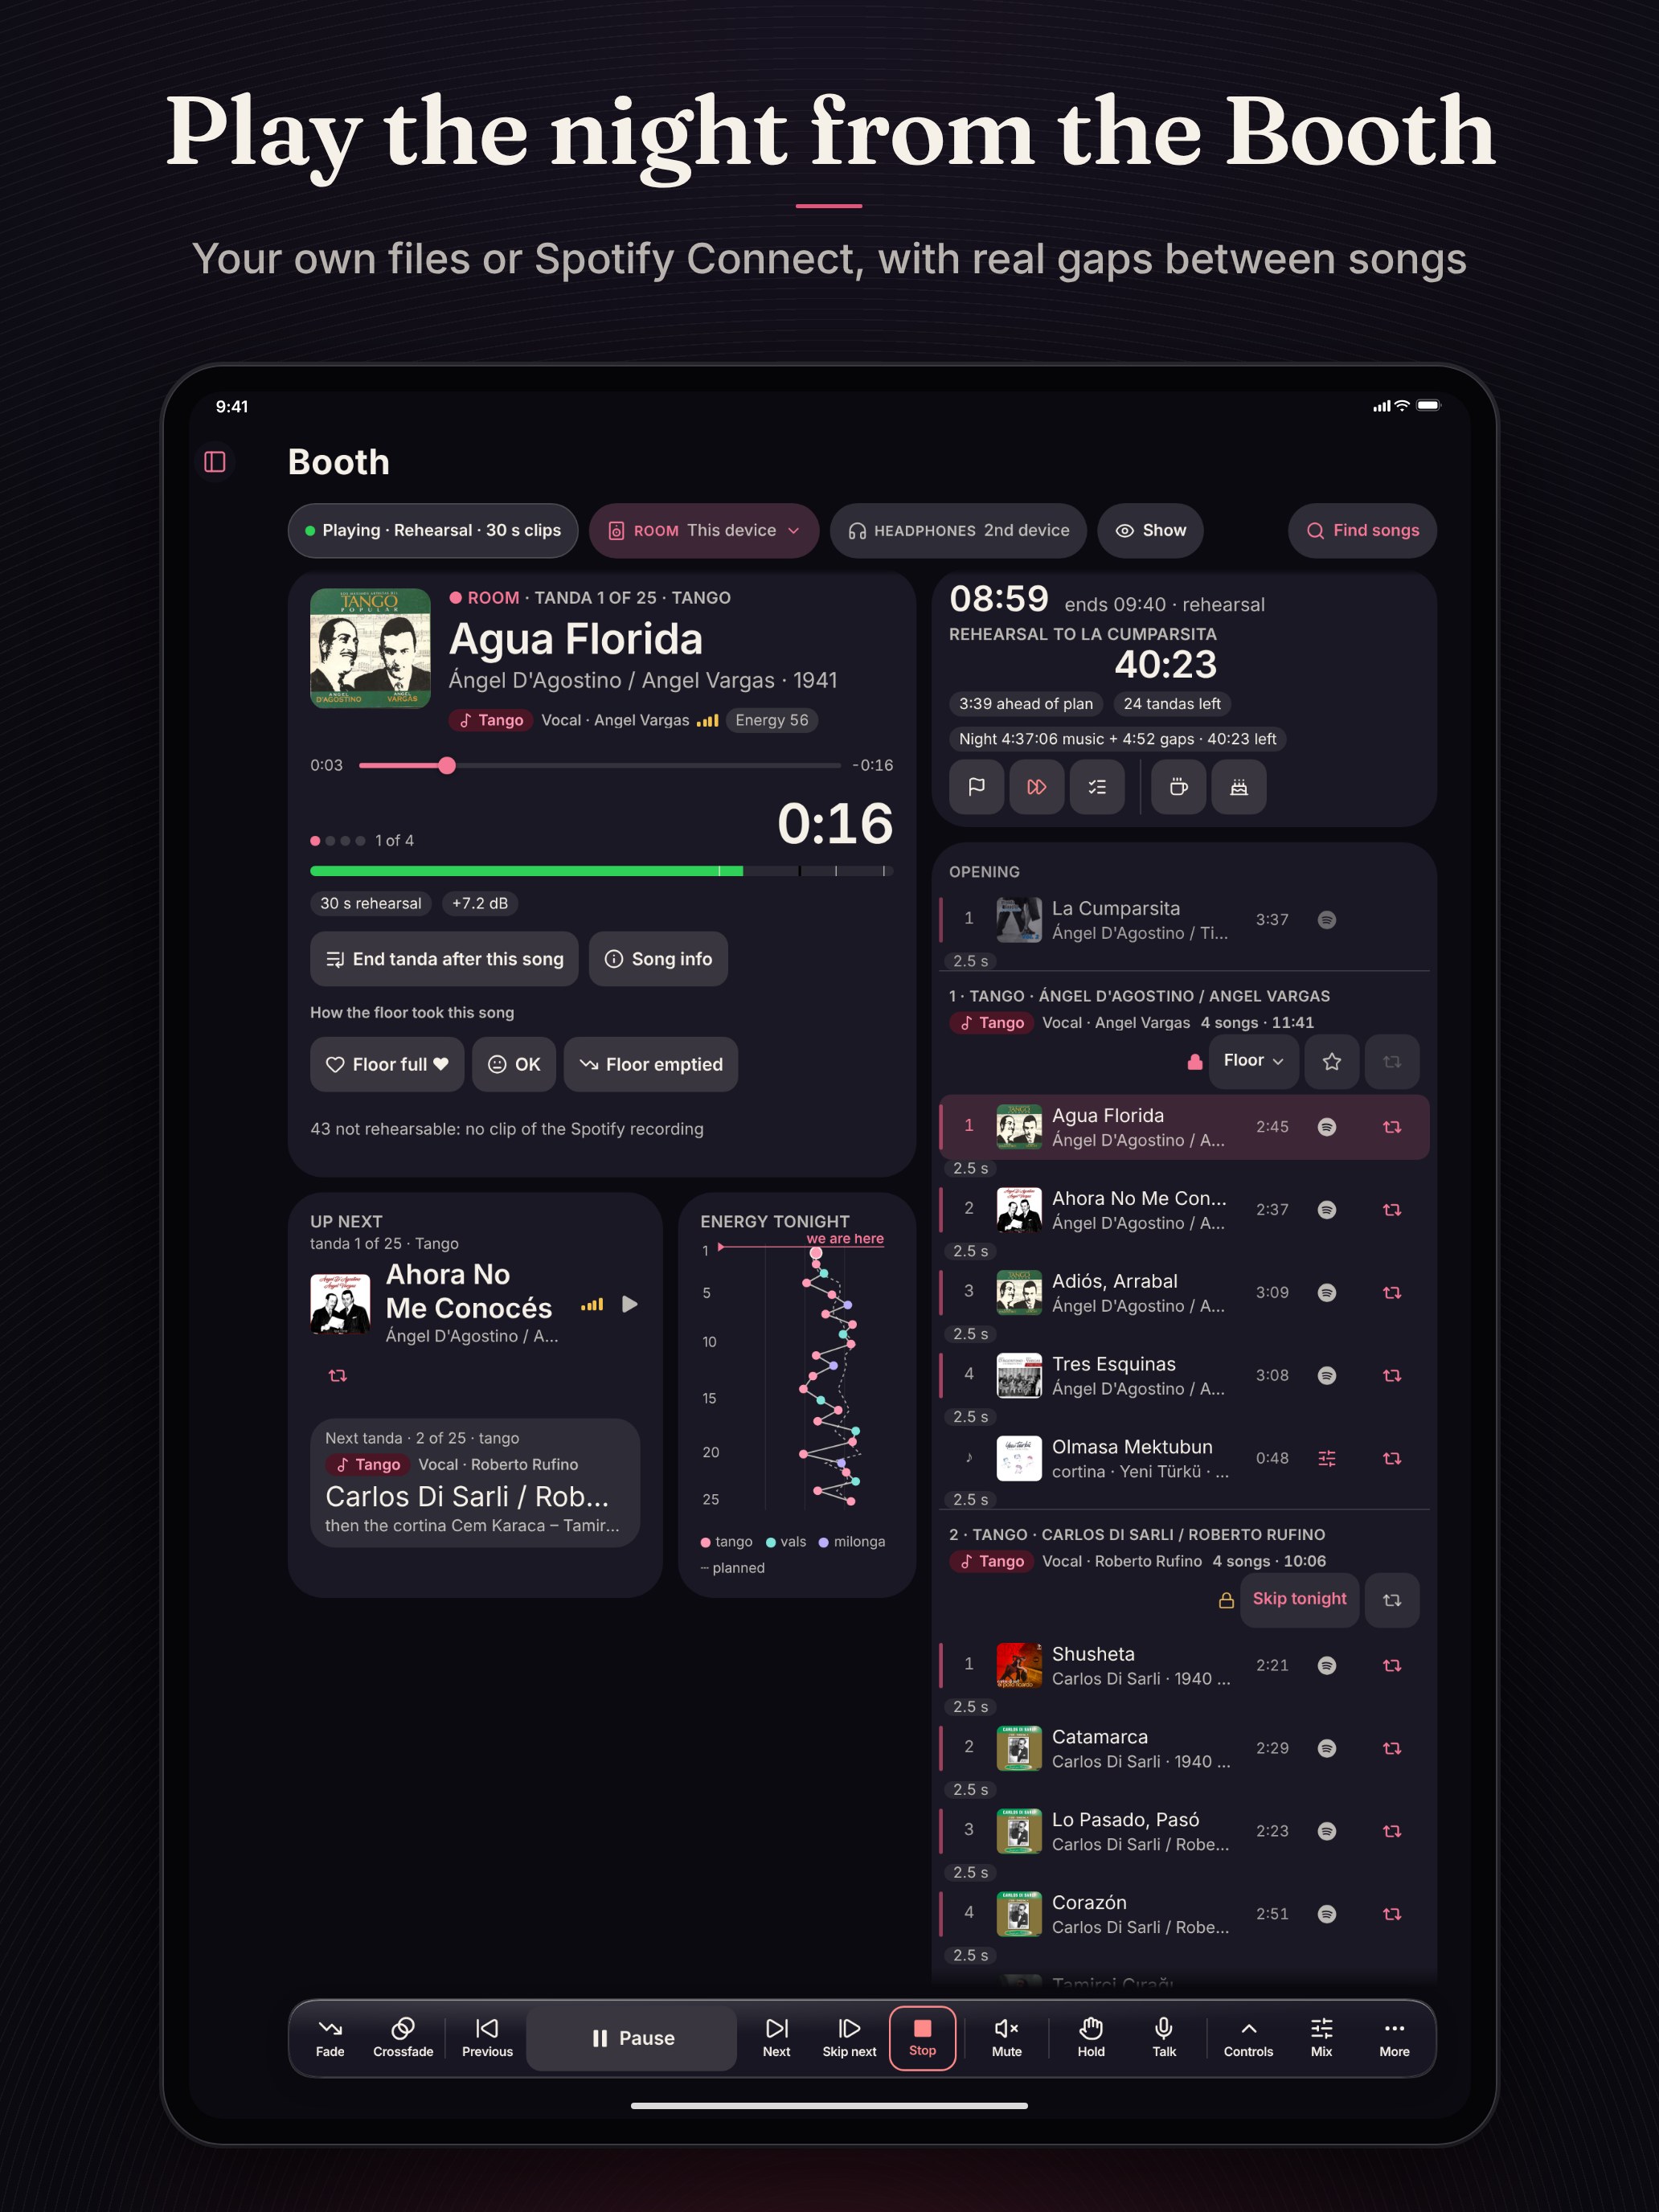 Play the night from the Booth
Your own files or Spotify Connect, with real gaps between songs
9:41
Booth
Playing · Rehearsal · 30 s clips
ROOM This device
HEADPHONES 2nd device
Show
Find songs
TANGO
POPULAR
ANGEL D'AGOSTINO
ANGEL VARGAS
ROOM · TANDA 1 OF 25 · TANGO
Agua Florida
Ángel D'Agostino / Angel Vargas · 1941
Tango Vocal · Angel Vargas Energy 56
0:03 -0:16
1 of 4 0:16
30 s rehearsal +7.2 dB
End tanda after this song Song info
How the floor took this song
Floor full ♥ OK Floor emptied
43 not rehearsable: no clip of the Spotify recording
08:59 ends 09:40 · rehearsal
REHEARSAL TO LA CUMPARSITA
40:23
3:39 ahead of plan 24 tandas left
Night 4:37:06 music + 4:52 gaps · 40:23 left
UP NEXT
tanda 1 of 25 · Tango
Ahora No
Me Conocés
Ángel D'Agostino / A...
Next tanda · 2 of 25 · tango
Tango Vocal · Roberto Rufino
Carlos Di Sarli / Rob...
then the cortina Cem Karaca – Tamir...
ENERGY TONIGHT
we are here
1
5
10
15
20
25
tango vals milonga
planned
OPENING
1 La Cumparsita 3:37
Ángel D'Agostino / Ti...
2.5 s
1 · TANGO · ÁNGEL D'AGOSTINO / ANGEL VARGAS
Tango Vocal · Angel Vargas 4 songs · 11:41
Floor
1 Agua Florida 2:45
Ángel D'Agostino / A...
2.5 s
2 Ahora No Me Con... 2:37
Ángel D'Agostino / A...
2.5 s
3 Adiós, Arrabal 3:09
Ángel D'Agostino / A...
2.5 s
4 Tres Esquinas 3:08
Ángel D'Agostino / A...
2.5 s
♪ Olmasa Mektubun 0:48
cortina · Yeni Türkü · ...
2.5 s
2 · TANGO · CARLOS DI SARLI / ROBERTO RUFINO
Tango Vocal · Roberto Rufino 4 songs · 10:06
Skip tonight
1 Shusheta 2:21
Carlos Di Sarli · 1940 ...
2.5 s
2 Catamarca 2:29
Carlos Di Sarli · 1940 ...
2.5 s
3 Lo Pasado, Pasó 2:23
Carlos Di Sarli / Robe...
2.5 s
4 Corazón 2:51
Carlos Di Sarli / Robe...
2.5 s
Tamirci Çırağı
Fade Crossfade Previous Pause Next Skip next Stop Mute Hold Talk Controls Mix More